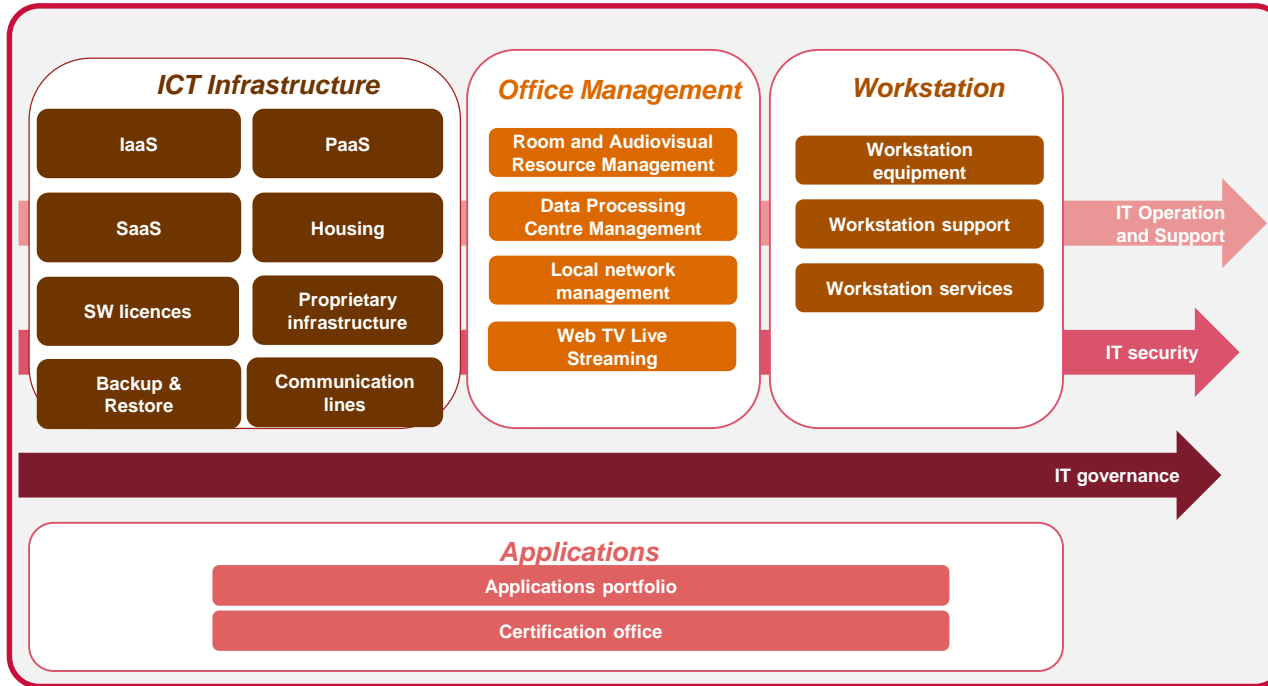 ICT Infrastructure
IaaS
PaaS
SaaS
Housing
SW licences
Proprietary
infrastructure
Backup &
Restore
Communication
lines
Office Management
Room and Audiovisual
Resource Management
Data Processing
Centre Management
Local network
management
Web TV Live
Streaming
Workstation
Workstation
equipment
Workstation support
Workstation services
IT Operation
and Support
IT security
IT governance
Applications
Applications portfolio
Certification office